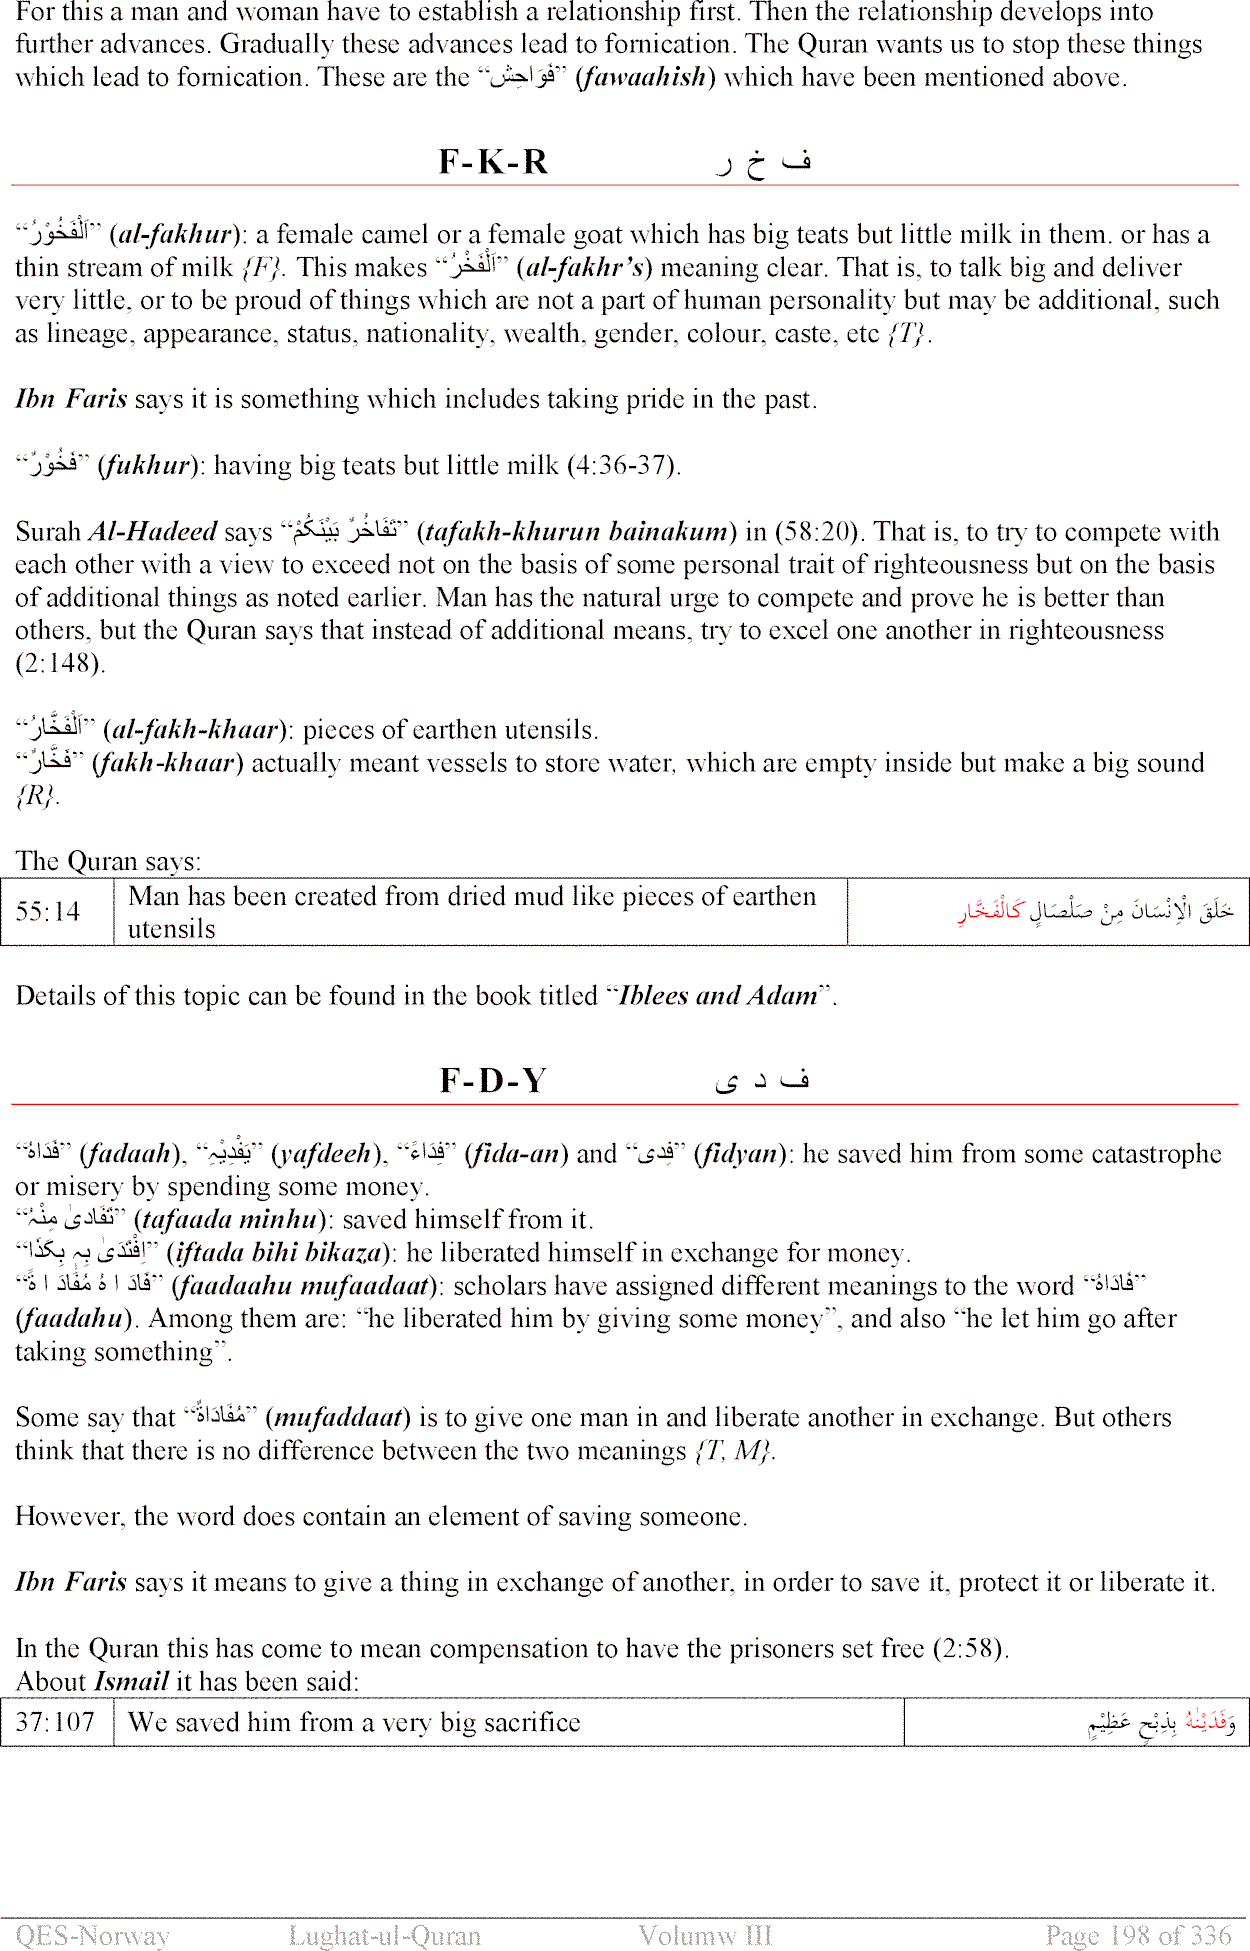 For this a man and woman have to establish a relationship first. Then the relationship develops into
further advances. Gradually these advances lead to fornication. The Quran wants us to stop these things
which lead to fornication. These are the “فَوَاحِشَ” (fawaahish) which have been mentioned above.
F-K-R ف خ ر
“اَلْفَخُوْرُ” (al-fakhur): a female camel or a female goat which has big teats but little milk in them. or has a
thin stream of milk {F}. This makes “اَلْفَخْرُ” (al-fakhr’s) meaning clear. That is, to talk big and deliver
very little, or to be proud of things which are not a part of human personality but may be additional, such
as lineage, appearance, status, nationality, wealth, gender, colour, caste, etc {T}.
Ibn Faris says it is something which includes taking pride in the past.
“فَخُوْرٌ” (fukhur): having big teats but little milk (4:36-37).
Surah Al-Hadeed says “تَفَاخُرٌ بَيْنَكُمْ” (tafakh-khurun bainakum) in (58:20). That is, to try to compete with
each other with a view to exceed not on the basis of some personal trait of righteousness but on the basis
of additional things as noted earlier. Man has the natural urge to compete and prove he is better than
others, but the Quran says that instead of additional means, try to excel one another in righteousness
(2:148).
“اَلْفَخَّارُ” (al-fakh-khaar): pieces of earthen utensils.
“فَخَّارٌ” (fakh-khaar) actually meant vessels to store water, which are empty inside but make a big sound
{R}.
The Quran says:
55:14 Man has been created from dried mud like pieces of earthen خَلَقَ الْاِنْسَانَ مِنْ صَلْصَالٍ كَالْفَخَّارِ
utensils
Details of this topic can be found in the book titled “Iblees and Adam”.
F-D-Y ف د ی
“فَدَاهُ” (fadaah), “يَفْدِيْہِ” (yafdeeh), “فِدَاءً” (fida-an) and “فِدی” (fidyan): he saved him from some catastrophe
or misery by spending some money.
“تَفَادیٰ مِنْہُ” (tafaada minhu): saved himself from it.
“اِفْتَدَیٰ بِہٖ بِكَذَا” (iftada bihi bikaza): he liberated himself in exchange for money.
“فَادَ ا هُ مُفَادَ ا ةً” (faadaahu mufaadaat): scholars have assigned different meanings to the word “فَادَاهُ”
(faadahu). Among them are: “he liberated him by giving some money”, and also “he let him go after
taking something”.
Some say that “مُفَادَاةٌ” (mufaddaat) is to give one man in and liberate another in exchange. But others
think that there is no difference between the two meanings {T, M}.
However, the word does contain an element of saving someone.
Ibn Faris says it means to give a thing in exchange of another, in order to save it, protect it or liberate it.
In the Quran this has come to mean compensation to have the prisoners set free (2:58).
About Ismail it has been said:
37:107 We saved him from a very big sacrifice وَفَدَيْنٰهُ بِذِبْحٍ عَظِيْمٍ
QES-Norway Lughat-ul-Quran Volumw III Page 198 of 336